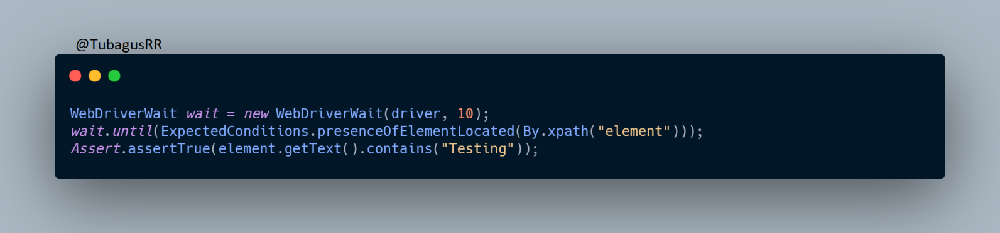 @TubagusRR
WebDriverWait wait = new WebDriverWait(driver, 10);
wait.until(ExpectedConditions.presenceOfElementLocated(By.xpath("element")));
Assert.assertTrue(element.getText().contains("Testing"));